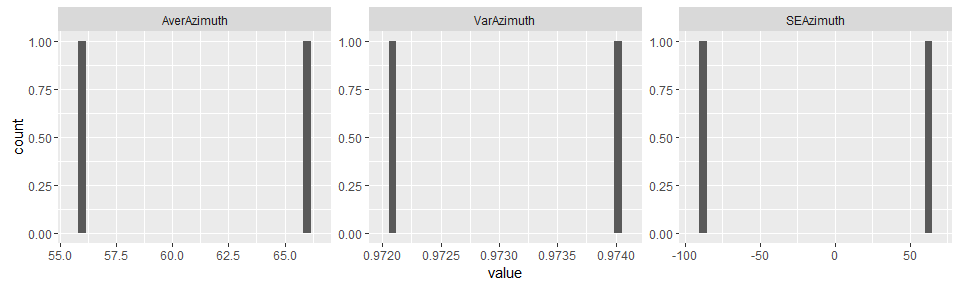 AverAzimuth VarAzimuth SEAzimuth
1.00 1.00 1.00
0.75 0.75 0.75
count
0.50 0.50 0.50
0.25 0.25 0.25
0.00 0.00 0.00
55.0 57.5 60.0 62.5 65.0 0.9720 0.9725 0.9730 0.9735 0.9740 -100 -50 0 50
value